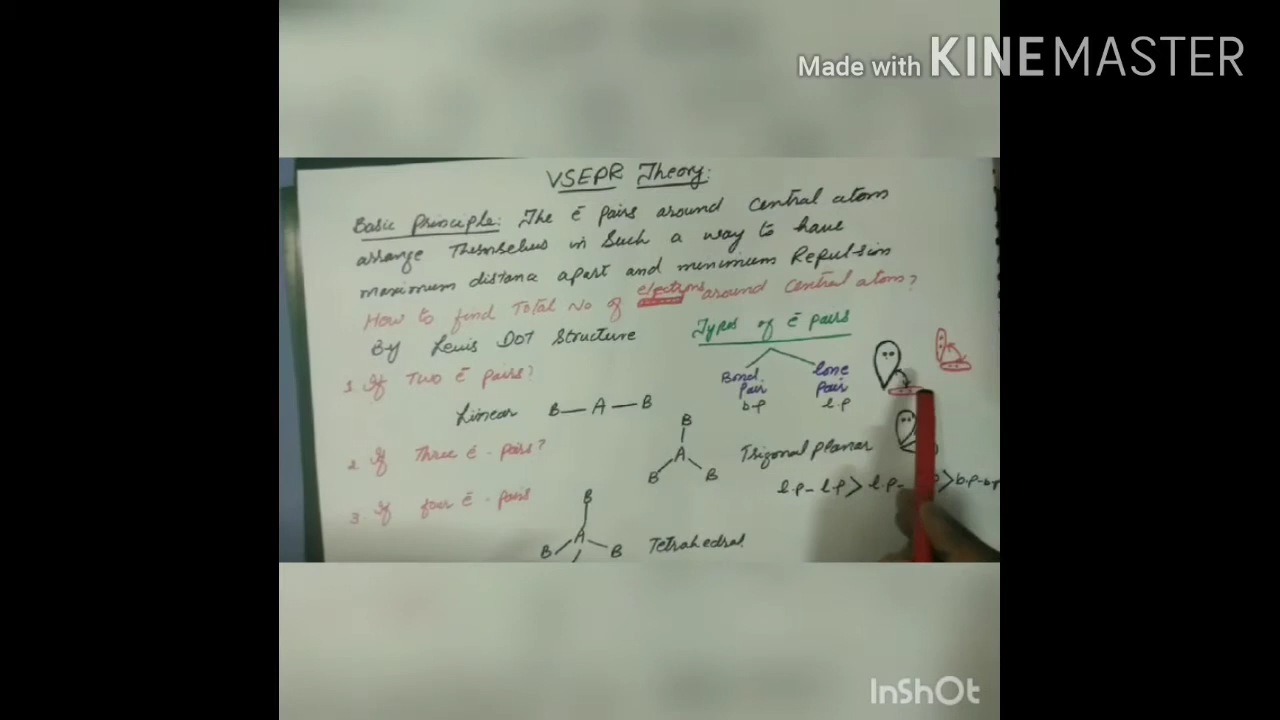 Made with KINEMASTER
VSEPR Theory:
Basic Principle: The ē pairs around Central atom
arrange Themselves in Such a way to have
maximum distance apart and minimum Repulsion
How to find Total No of electrons around Central atom?
By Lewis DOT Structure
Types of ē pairs
Bond pair
b.p
lone pair
l.p
1. If Two ē pairs?
Linear B — A — B
2. If Three ē - pairs?
B
A
B B
Trigonal planar
l.p - l.p > l.p - p > b.p - b.p
3. If four ē - pairs
B
A
B B
Tetrahedral
InShOt